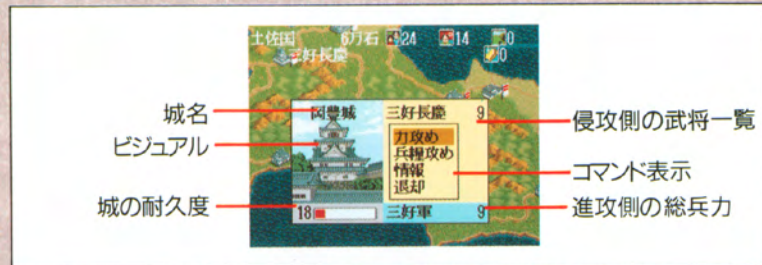 土佐国 6万石 24 14 0
三好長慶 0
城名
ビジュアル
城の耐久度
岡豊城
18
三好長慶 9
力攻め
兵糧攻め
情報
退却
三好軍 9
侵攻側の武将一覧
コマンド表示
進攻側の総兵力